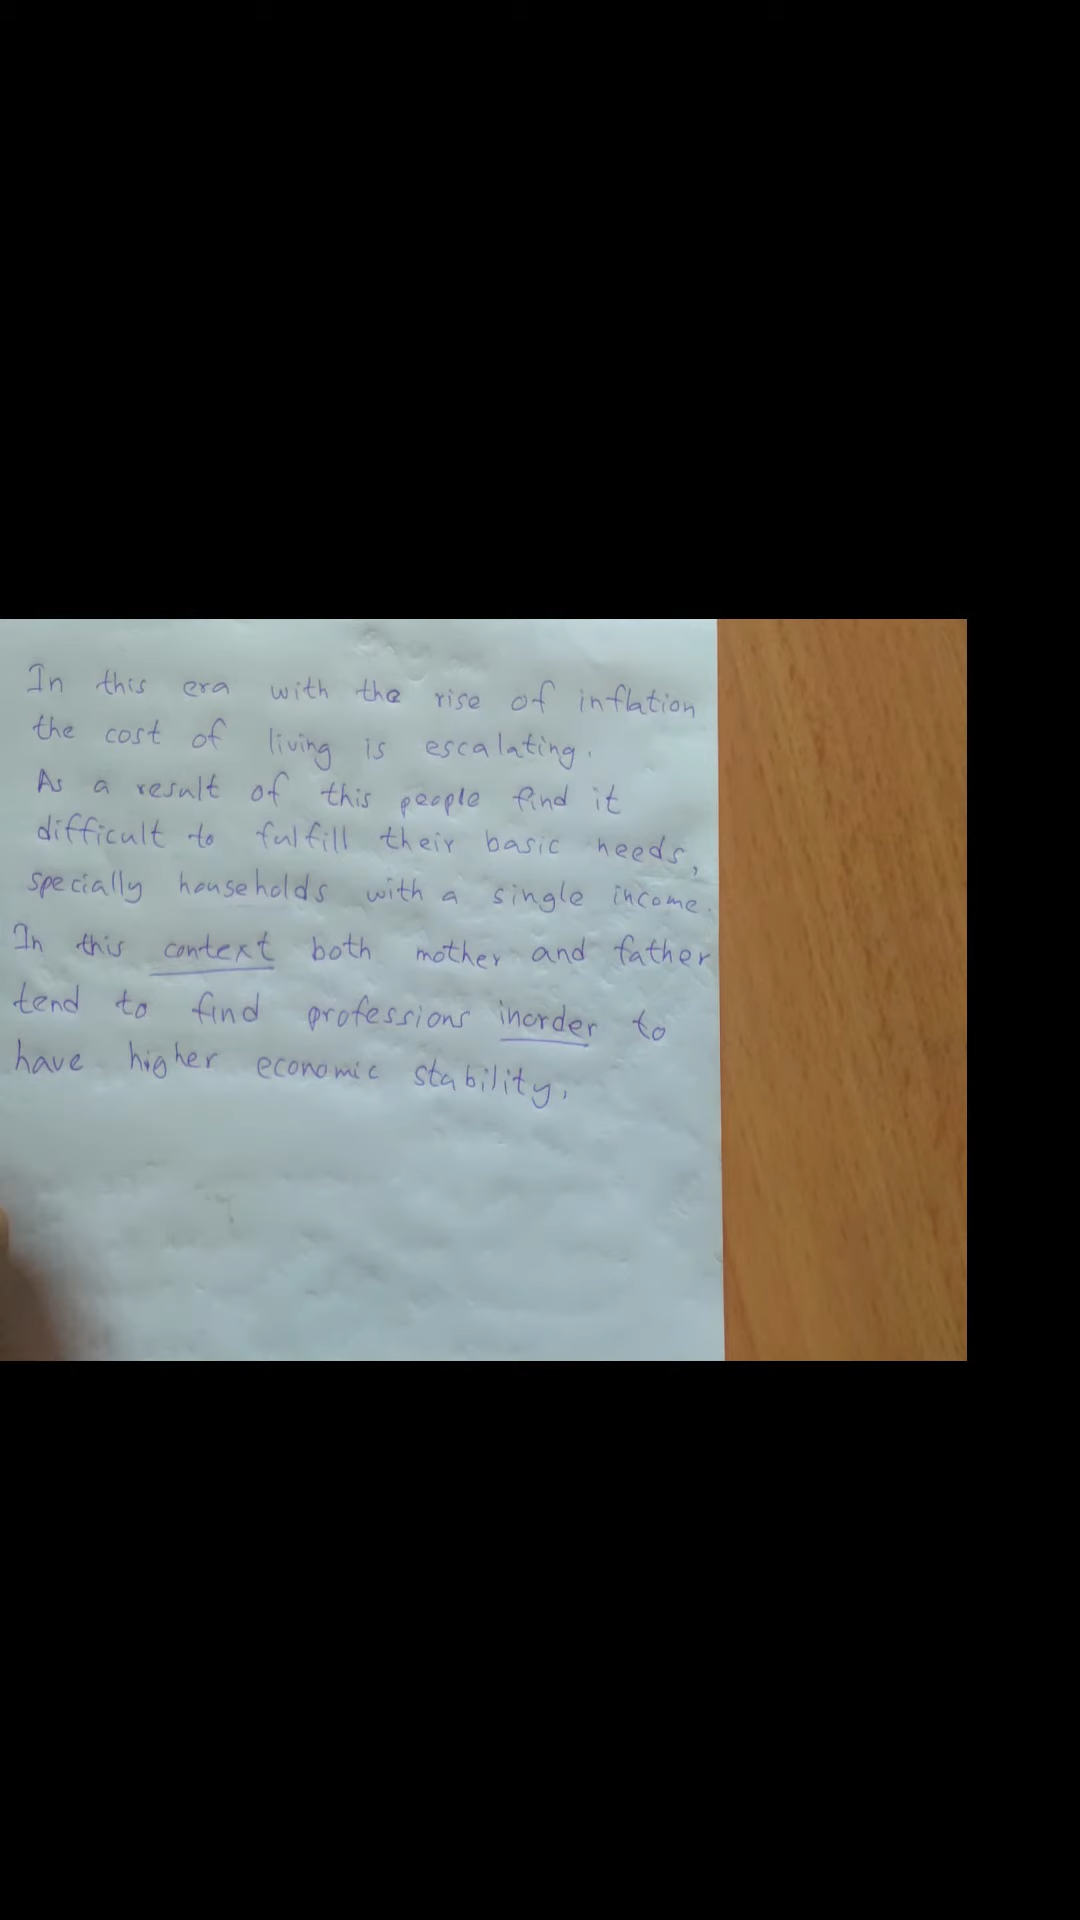 In this era with the rise of inflation
the cost of living is escalating.
As a result of this people find it
difficult to fulfill their basic needs,
specially households with a single income.
In this context both mother and father
tend to find professions inorder to
have higher economic stability.